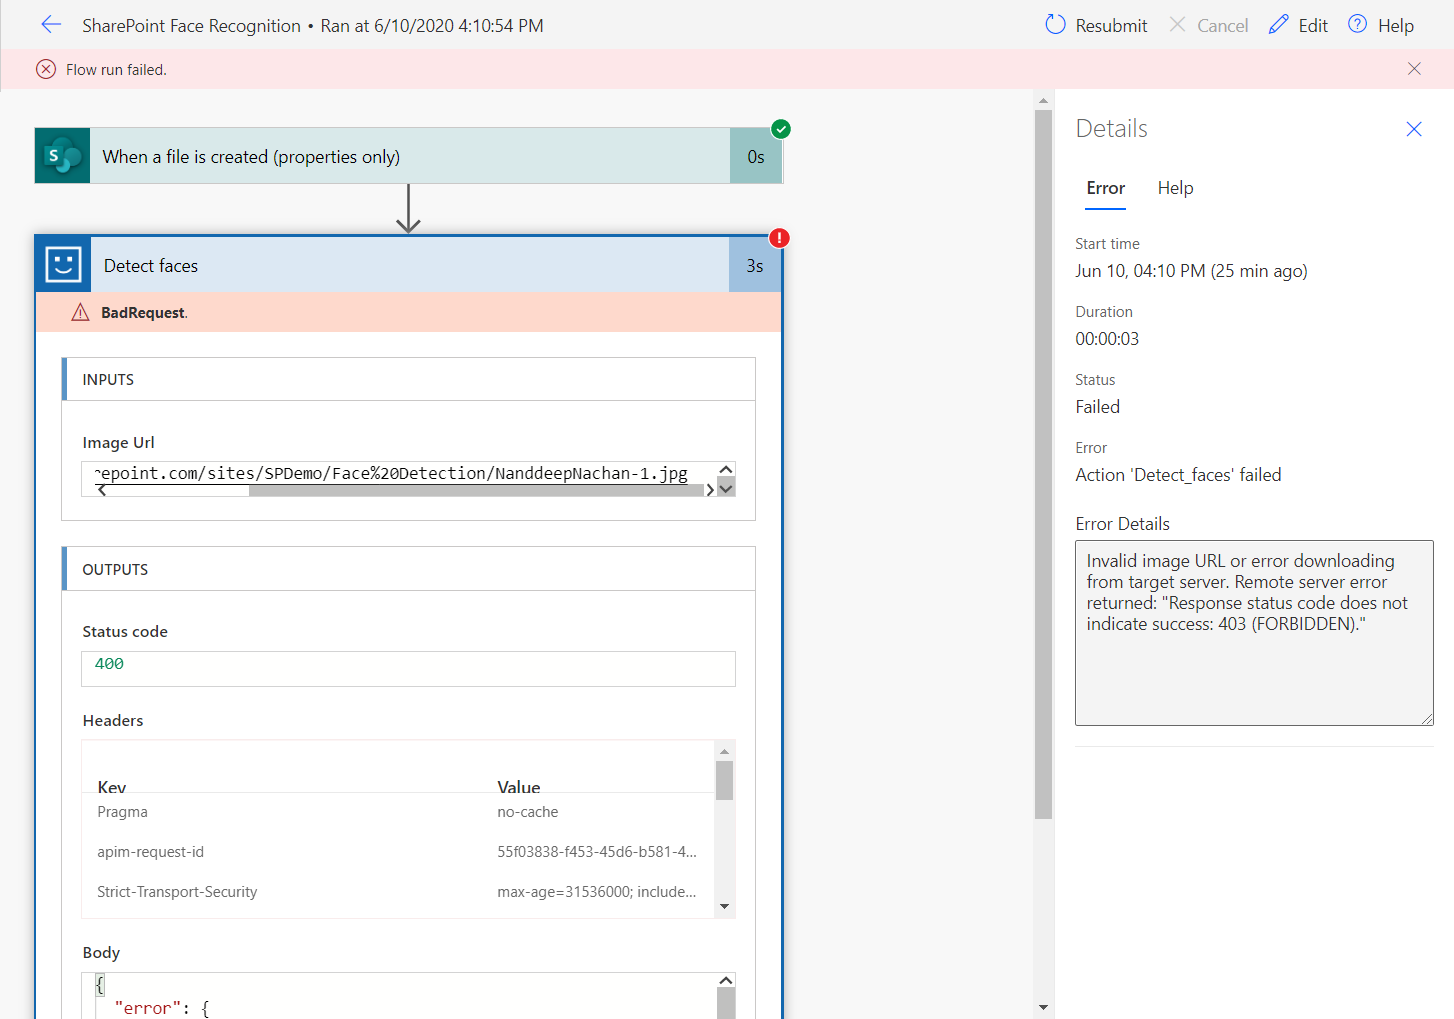 SharePoint Face Recognition • Ran at 6/10/2020 4:10:54 PM
Resubmit
Cancel
Edit
Help
Flow run failed.
S
When a file is created (properties only)
0s
Detect faces
3s
BadRequest.
INPUTS
Image Url
repoint.com/sites/SPDemo/Face%20Detection/NanddeepNachan-1.jpg
OUTPUTS
Status code
400
Headers
Key
Value
Pragma
no-cache
apim-request-id
55f03838-f453-45d6-b581-4...
Strict-Transport-Security
max-age=31536000; include...
Body
{
"error": {
Details
Error
Help
Start time
Jun 10, 04:10 PM (25 min ago)
Duration
00:00:03
Status
Failed
Error
Action 'Detect_faces' failed
Error Details
Invalid image URL or error downloading
from target server. Remote server error
returned: "Response status code does not
indicate success: 403 (FORBIDDEN)."